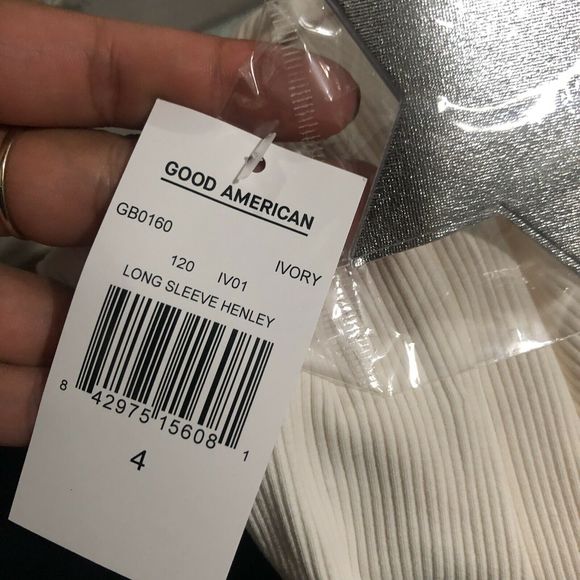 GOOD AMERICAN
GB0160
120 IV01 IVORY
LONG SLEEVE HENLEY
8 42975 15608 1
4